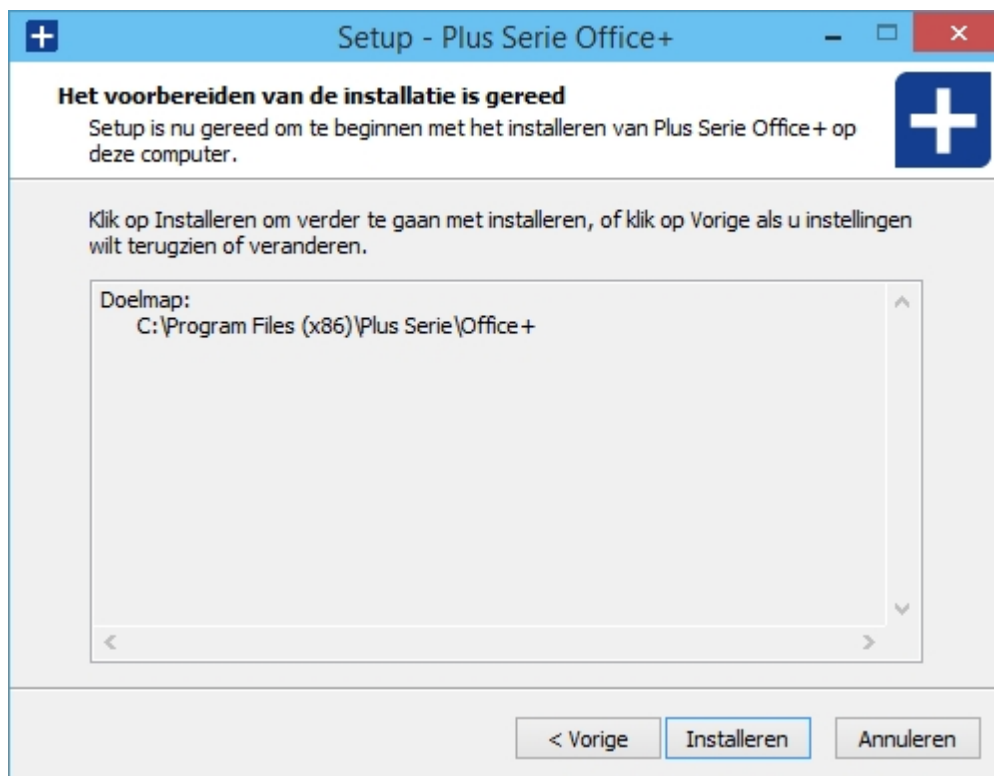 Setup - Plus Serie Office+
Het voorbereiden van de installatie is gereed
Setup is nu gereed om te beginnen met het installeren van Plus Serie Office+ op
deze computer.
Klik op Installeren om verder te gaan met installeren, of klik op Vorige als u instellingen
wilt terugzien of veranderen.
Doelmap:
C:\Program Files (x86)\Plus Serie\Office+
< Vorige
Installeren
Annuleren